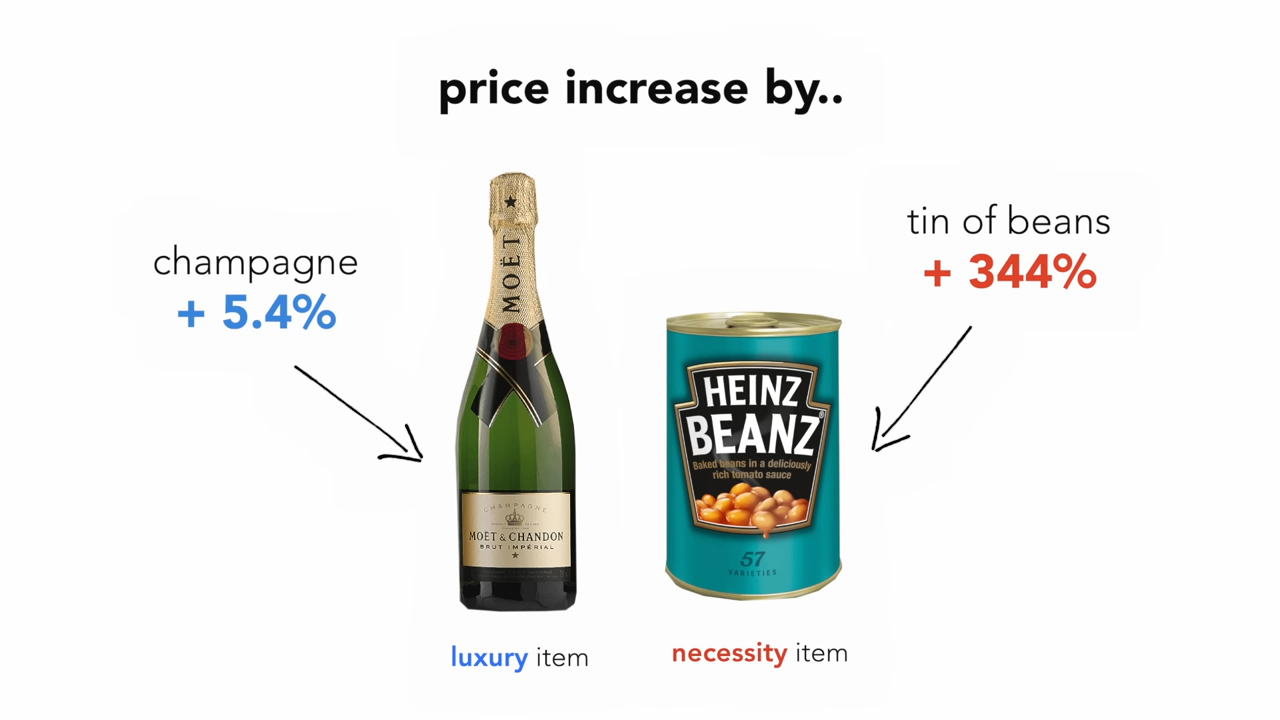 price increase by..
champagne
+ 5.4%
tin of beans
+ 344%
MOËT
HEINZ
BEANZ
®
Baked beans in a deliciously
rich tomato sauce
CHAMPAGNE
MOËT & CHANDON
BRUT IMPÉRIAL
57
VARIETIES
luxury item
necessity item